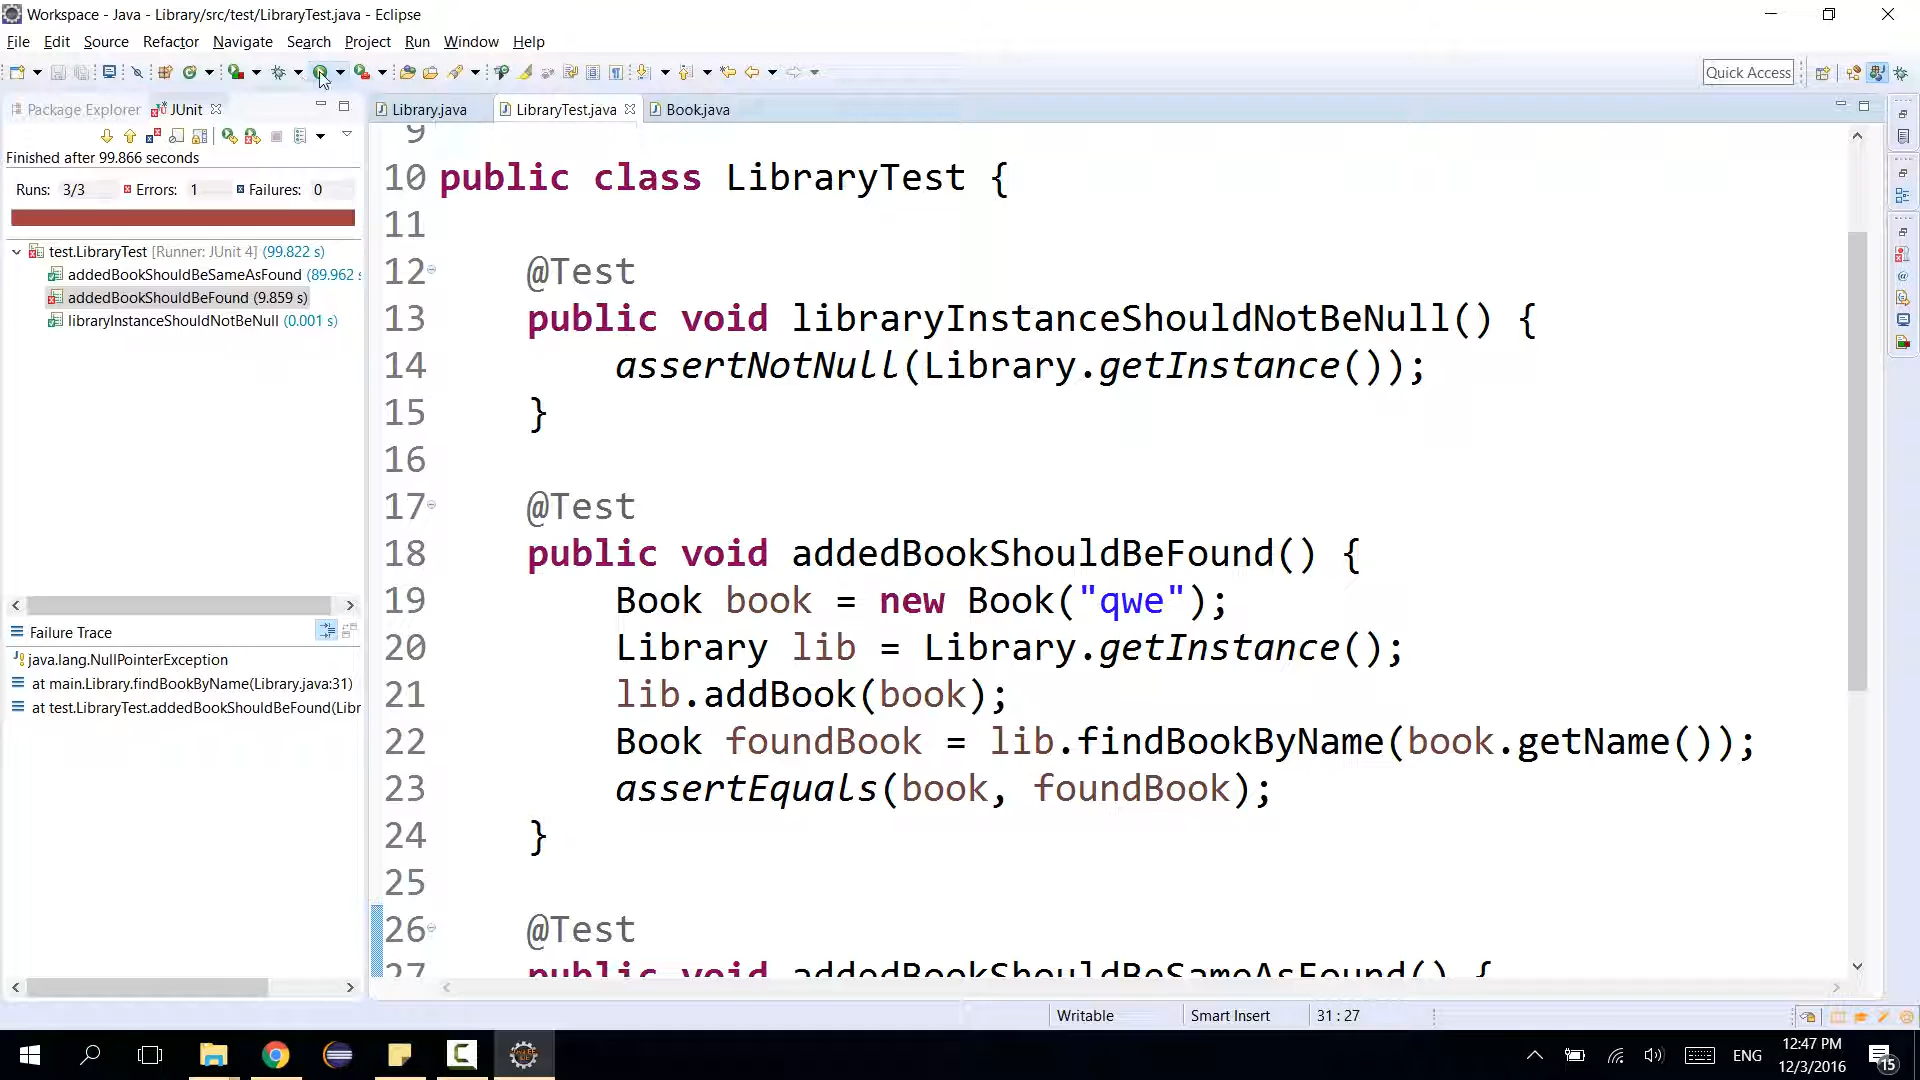 Workspace - Java - Library/src/test/LibraryTest.java - Eclipse
File Edit Source Refactor Navigate Search Project Run Window Help
Quick Access
Package Explorer JUnit
Library.java LibraryTest.java Book.java
Finished after 99.866 seconds
Runs: 3/3 Errors: 1 Failures: 0
test.LibraryTest [Runner: JUnit 4] (99.822 s)
addedBookShouldBeSameAsFound (89.962 s
addedBookShouldBeFound (9.859 s)
libraryInstanceShouldNotBeNull (0.001 s)
Failure Trace
java.lang.NullPointerException
at main.Library.findBookByName(Library.java:31)
at test.LibraryTest.addedBookShouldBeFound(Libr
9
10 public class LibraryTest {
11
12 @Test
13 public void libraryInstanceShouldNotBeNull() {
14 assertNotNull(Library.getInstance());
15 }
16
17 @Test
18 public void addedBookShouldBeFound() {
19 Book book = new Book("qwe");
20 Library lib = Library.getInstance();
21 lib.addBook(book);
22 Book foundBook = lib.findBookByName(book.getName());
23 assertEquals(book, foundBook);
24 }
25
26 @Test
27 public void addedBookShouldBeSameAsFound() {
Writable Smart Insert 31 : 27
ENG
12:47 PM
12/3/2016
15